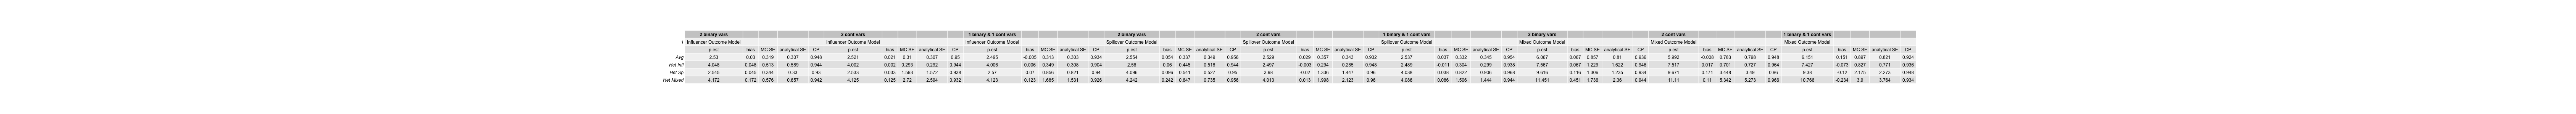 2 binary vars 2 cont vars 1 binary & 1 cont vars 2 binary vars 2 cont vars 1 binary & 1 cont vars 2 binary vars 2 cont vars 1 binary & 1 cont vars
1 Influencer Outcome Model Influencer Outcome Model Influencer Outcome Model Spillover Outcome Model Spillover Outcome Model Spillover Outcome Model Mixed Outcome Model Mixed Outcome Model Mixed Outcome Model
p.est bias MC SE analytical SE CP p.est bias MC SE analytical SE CP p.est bias MC SE analytical SE CP p.est bias MC SE analytical SE CP p.est bias MC SE analytical SE CP p.est bias MC SE analytical SE CP p.est bias MC SE analytical SE CP p.est bias MC SE analytical SE CP p.est bias MC SE analytical SE CP
Avg 2.53 0.03 0.319 0.307 0.948 2.521 0.021 0.31 0.307 0.95 2.495 -0.005 0.313 0.303 0.934 2.554 0.054 0.337 0.349 0.956 2.529 0.029 0.357 0.343 0.932 2.537 0.037 0.332 0.345 0.954 6.067 0.067 0.857 0.81 0.936 5.992 -0.008 0.783 0.798 0.948 6.151 0.151 0.897 0.821 0.924
Het Infl 4.048 0.048 0.513 0.589 0.944 4.002 0.002 0.293 0.292 0.944 4.006 0.006 0.349 0.308 0.904 2.56 0.06 0.445 0.518 0.944 2.497 -0.003 0.294 0.285 0.948 2.489 -0.011 0.304 0.299 0.936 7.567 0.067 1.229 1.622 0.946 7.517 0.017 0.701 0.727 0.964 7.427 -0.073 0.827 0.771 0.936
Het Sp 2.545 0.045 0.344 0.33 0.93 2.533 0.033 1.593 1.572 0.938 2.57 0.07 0.856 0.821 0.94 4.096 0.096 0.541 0.527 0.95 3.98 -0.02 1.336 1.447 0.96 4.038 0.038 0.822 0.906 0.968 9.616 0.116 1.306 1.235 0.934 9.671 0.171 3.448 3.49 0.96 9.38 -0.12 2.175 2.273 0.948
Het Mixed 4.172 0.172 0.576 0.657 0.942 4.125 0.125 2.72 2.594 0.932 4.123 0.123 1.685 1.531 0.926 4.242 0.242 0.647 0.735 0.956 4.013 0.013 1.998 2.123 0.96 4.086 0.086 1.506 1.444 0.944 11.451 0.451 1.736 2.36 0.944 11.11 0.11 5.342 5.273 0.966 10.766 -0.234 3.9 3.764 0.934